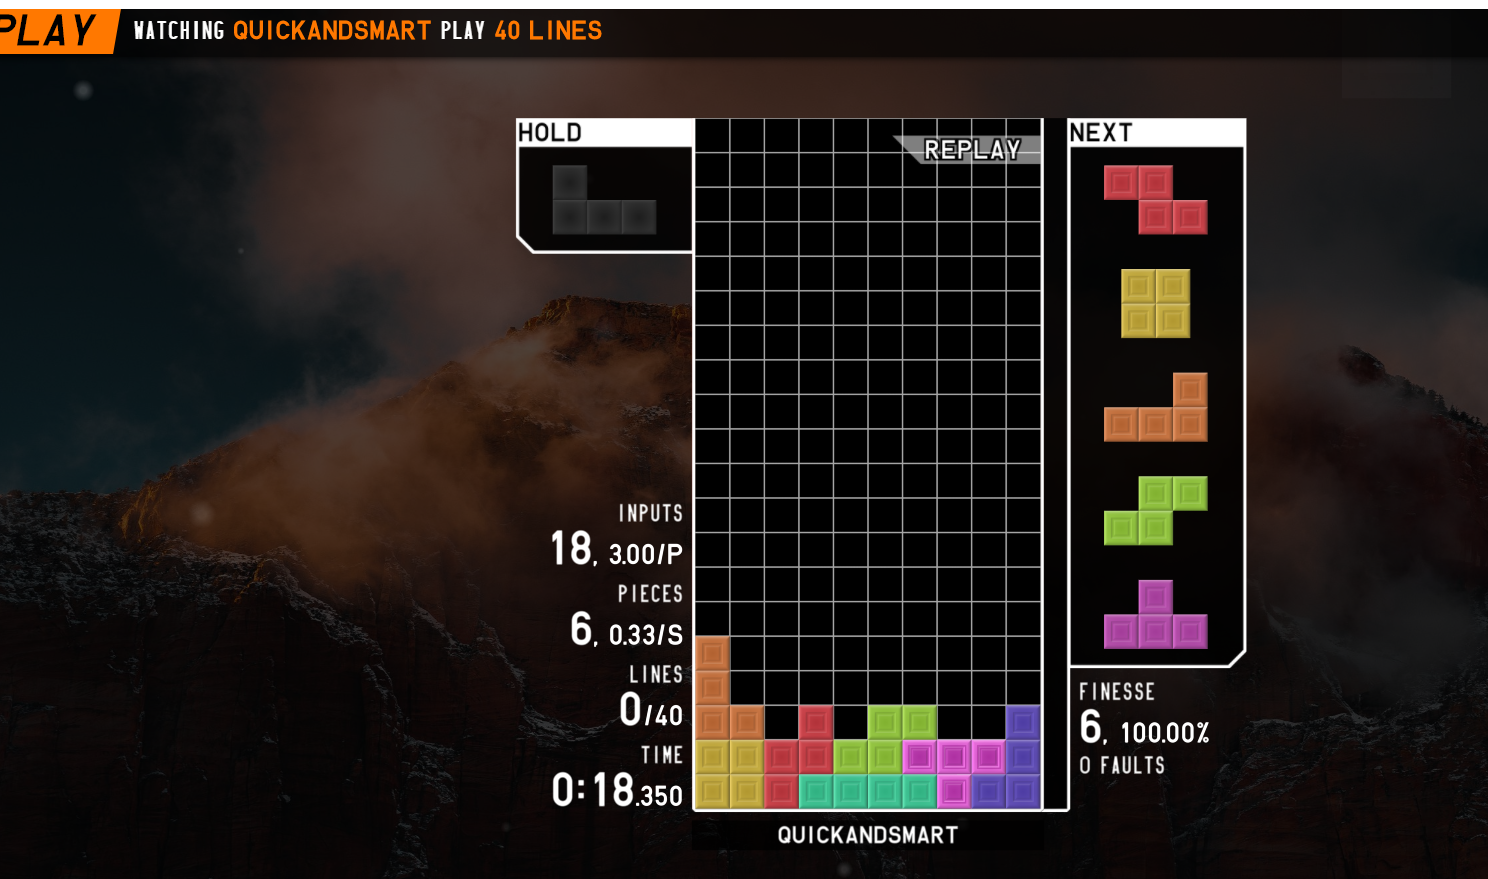 PLAY WATCHING QUICKANDSMART PLAY 40 LINES
HOLD
REPLAY
NEXT
INPUTS
18, 3.00/P
PIECES
6, 0.33/S
LINES
0/40
TIME
0:18.350
FINESSE
6, 100.00%
0 FAULTS
QUICKANDSMART